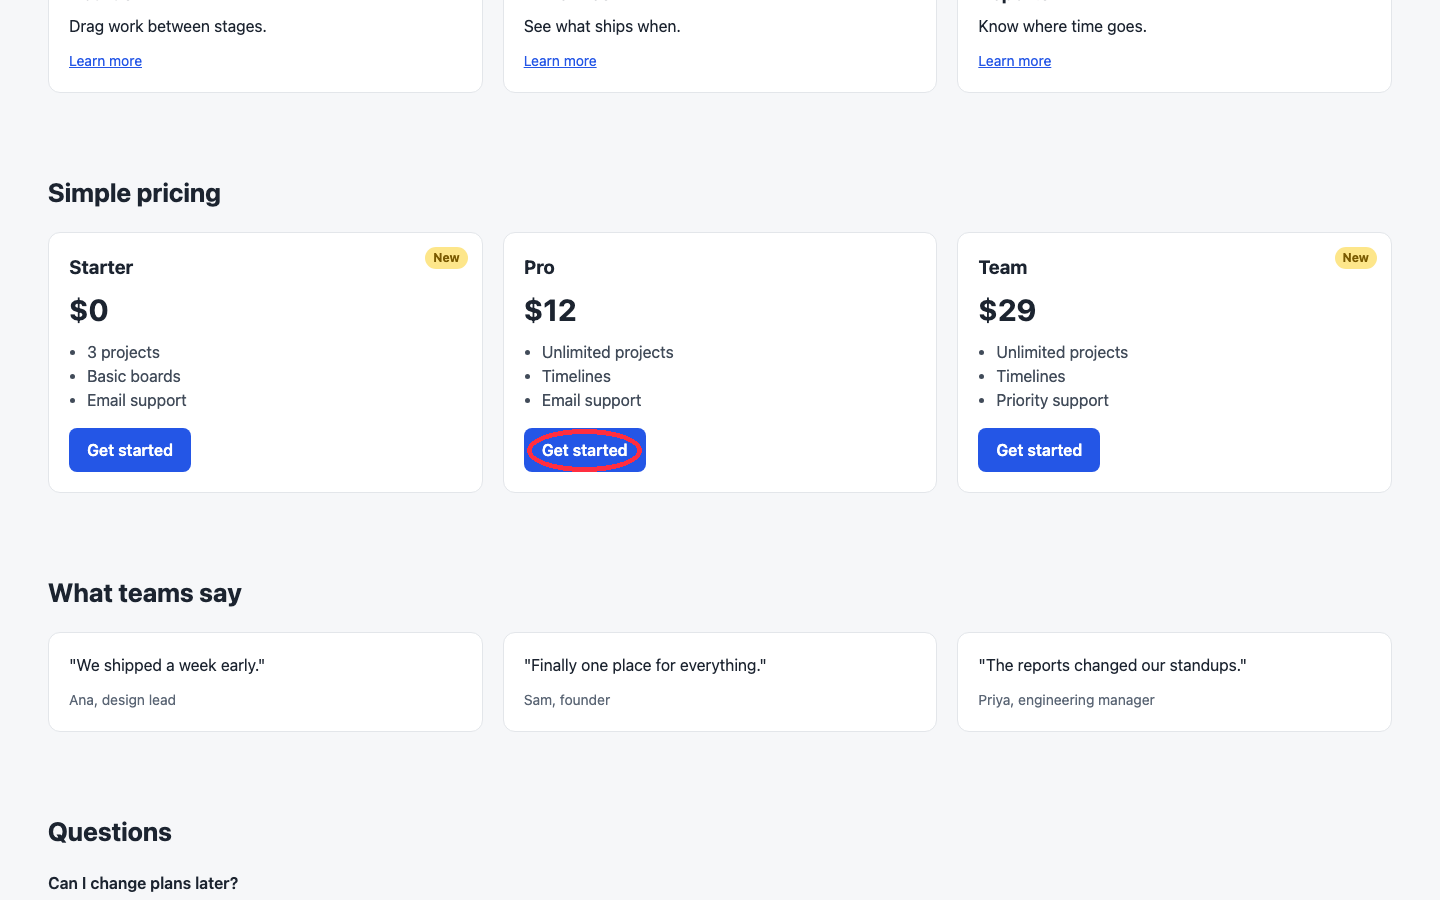 Drag work between stages.
Learn more
See what ships when.
Learn more
Know where time goes.
Learn more
Simple pricing
Starter
New
$0
• 3 projects
• Basic boards
• Email support
Get started
Pro
$12
• Unlimited projects
• Timelines
• Email support
Get started
Team
New
$29
• Unlimited projects
• Timelines
• Priority support
Get started
What teams say
"We shipped a week early."
Ana, design lead
"Finally one place for everything."
Sam, founder
"The reports changed our standups."
Priya, engineering manager
Questions
Can I change plans later?